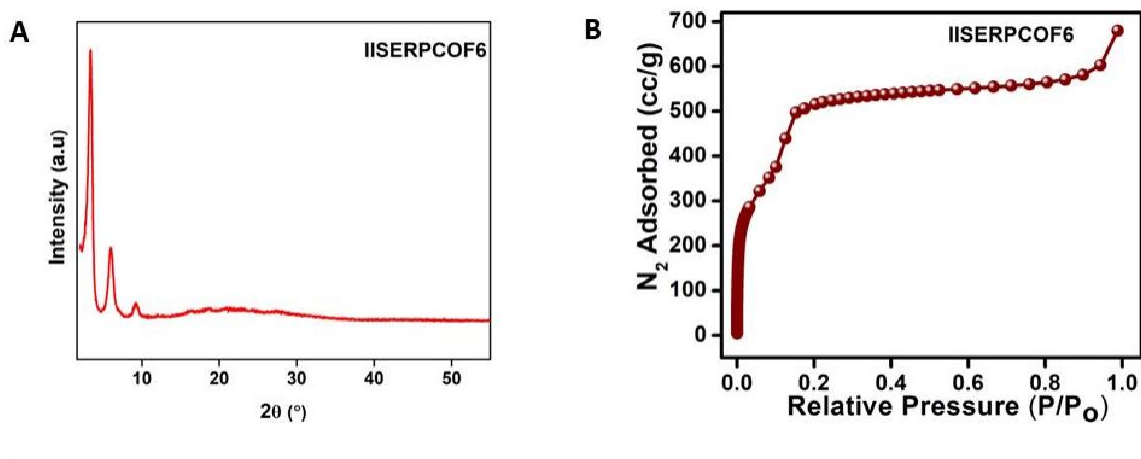 A
IISERPCOF6
Intensity (a.u)
10 20 30 40 50
2θ (°)
B
IISERPCOF6
700
600
500
400
300
200
100
0
N2 Adsorbed (cc/g)
0.0 0.2 0.4 0.6 0.8 1.0
Relative Pressure (P/Po)